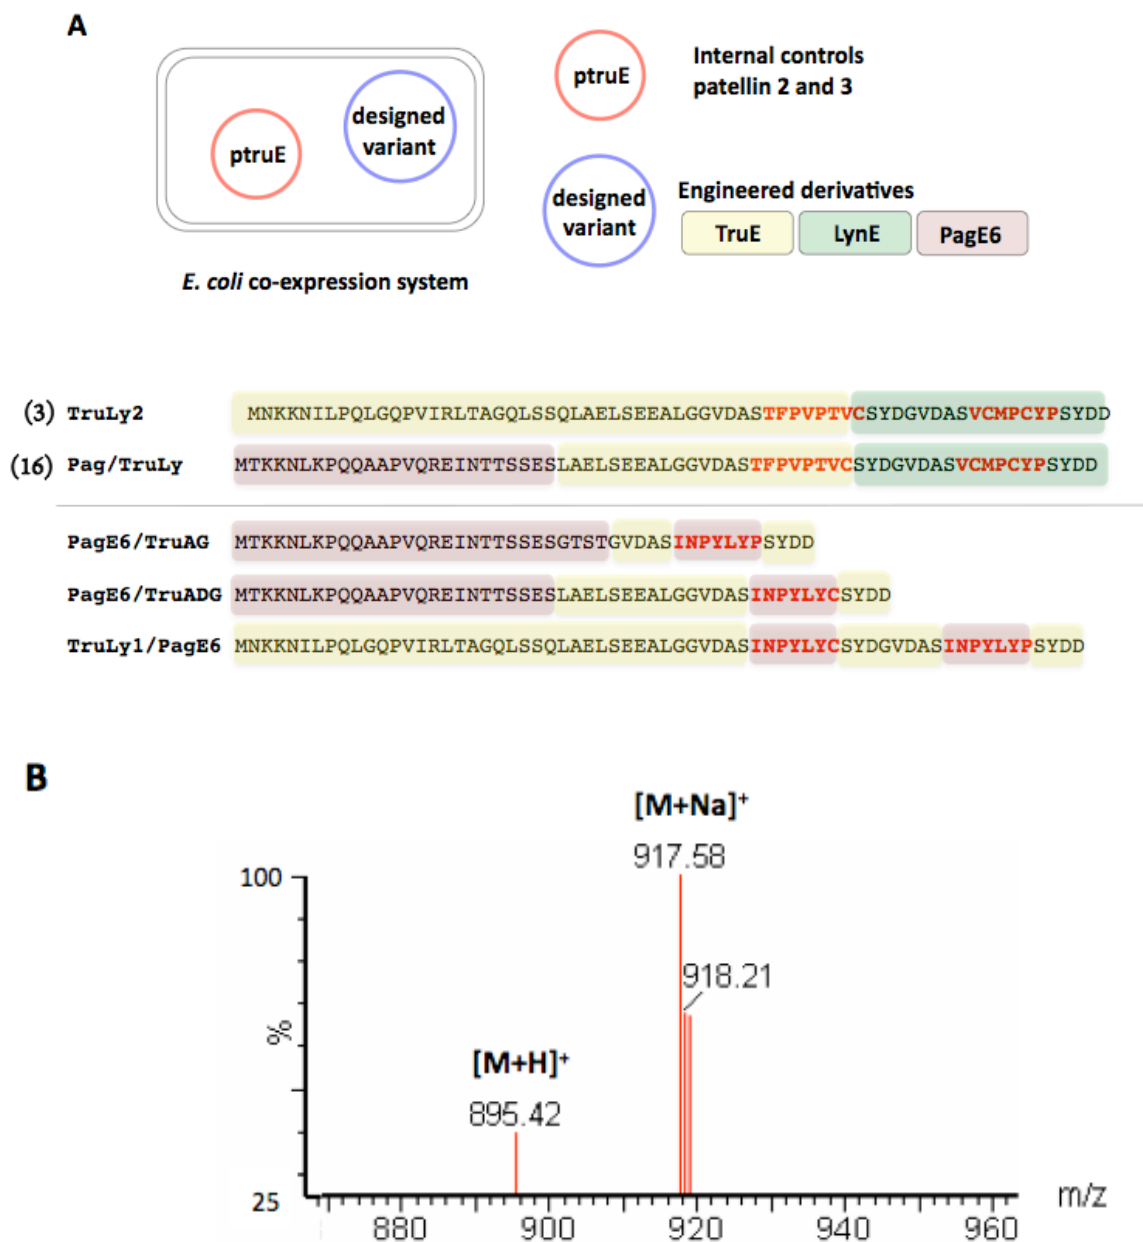 A
ptruE
designed
variant
E. coli co-expression system
ptruE
Internal controls
patellin 2 and 3
designed
variant
Engineered derivatives
TruE LynE PagE6
(3) TruLy2 MNKKNILPQLGQPVIRLTAGQLSSQLAELSEEALGGVDASTFPVPTVCSYDGVDASVCMPCYPSYDD
(16) Pag/TruLy MTKKNLKPQQAAPVQREINTTSSESLAELSEEALGGVDASTFPVPTVCSYDGVDASVCMPCYPSYDD
PagE6/TruAG MTKKNLKPQQAAPVQREINTTSSESGTSTGVDASINPYLYPSYDD
PagE6/TruADG MTKKNLKPQQAAPVQREINTTSSESLAELSEEALGGVDASINPYLYCSYDD
TruLy1/PagE6 MNKKNILPQLGQPVIRLTAGQLSSQLAELSEEALGGVDASINPYLYCSYDGVDASINPYLYPSYDD
B
[M+Na]+
917.58
100
918.21
%
[M+H]+
895.42
25
m/z
880 900 920 940 960